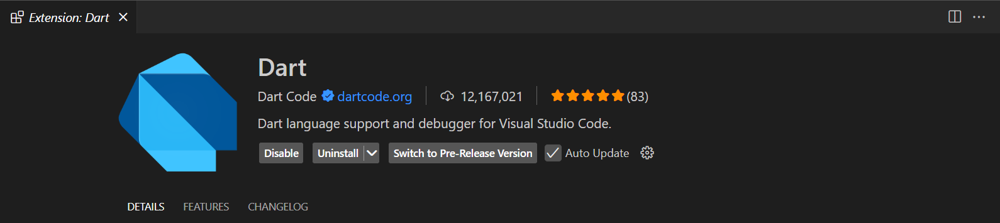 Extension: Dart
Dart
Dart Code dartcode.org 12,167,021 (83)
Dart language support and debugger for Visual Studio Code.
Disable Uninstall Switch to Pre-Release Version Auto Update
DETAILS FEATURES CHANGELOG